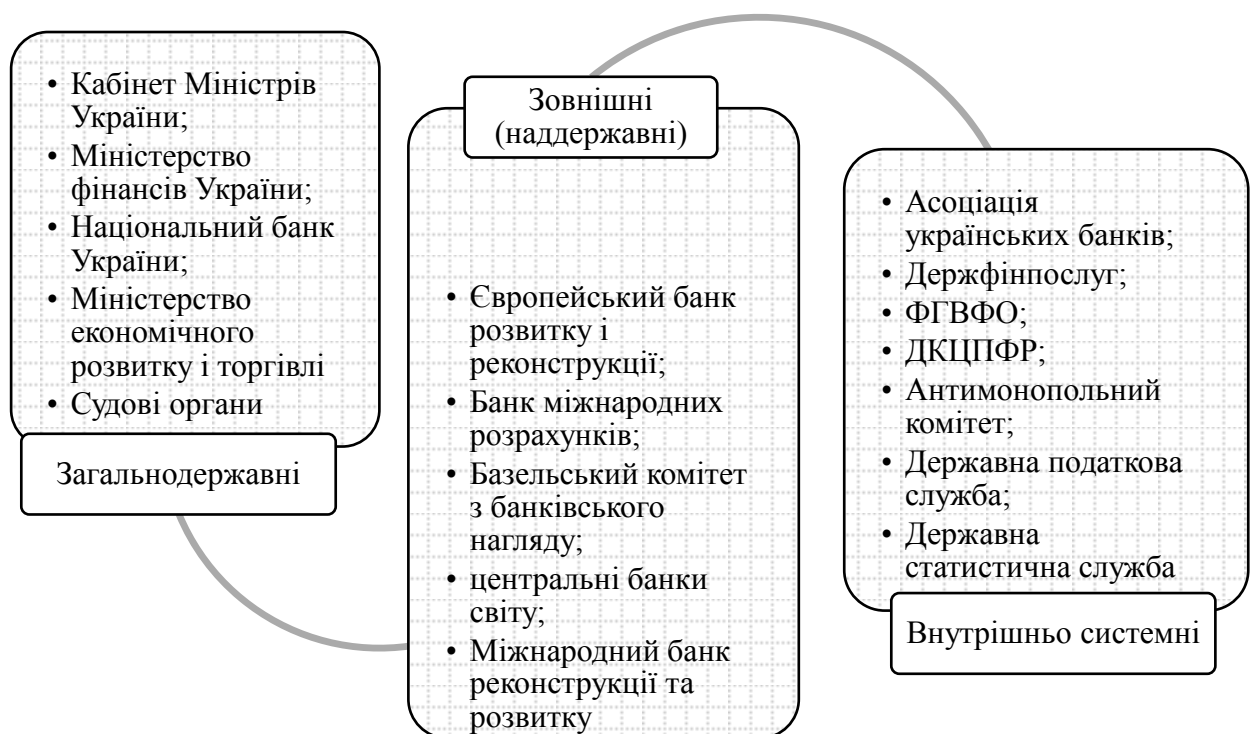 • Кабінет Міністрів
України;
• Міністерство
фінансів України;
• Національний банк
України;
• Міністерство
економічного
розвитку і торгівлі
• Судові органи
Загальнодержавні
Зовнішні
(наддержавні)
• Європейський банк
розвитку і
реконструкції;
• Банк міжнародних
розрахунків;
• Базельський комітет
з банківського
нагляду;
• центральні банки
світу;
• Міжнародний банк
реконструкції та
розвитку
• Асоціація
українських банків;
• Держфінпослуг;
• ФГВФО;
• ДКЦПФР;
• Антимонопольний
комітет;
• Державна податкова
служба;
• Державна
статистична служба
Внутрішньо системні